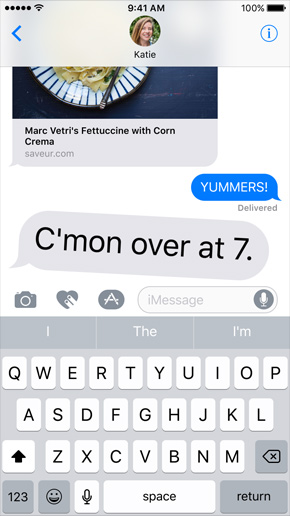 9:41 AM
100%
Katie
Marc Vetri's Fettuccine with Corn
Crema
saveur.com
YUMMERS!
Delivered
C'mon over at 7.
iMessage
I
The
I'm
Q W E R T Y U I O P
A S D F G H J K L
Z X C V B N M
123
space
return